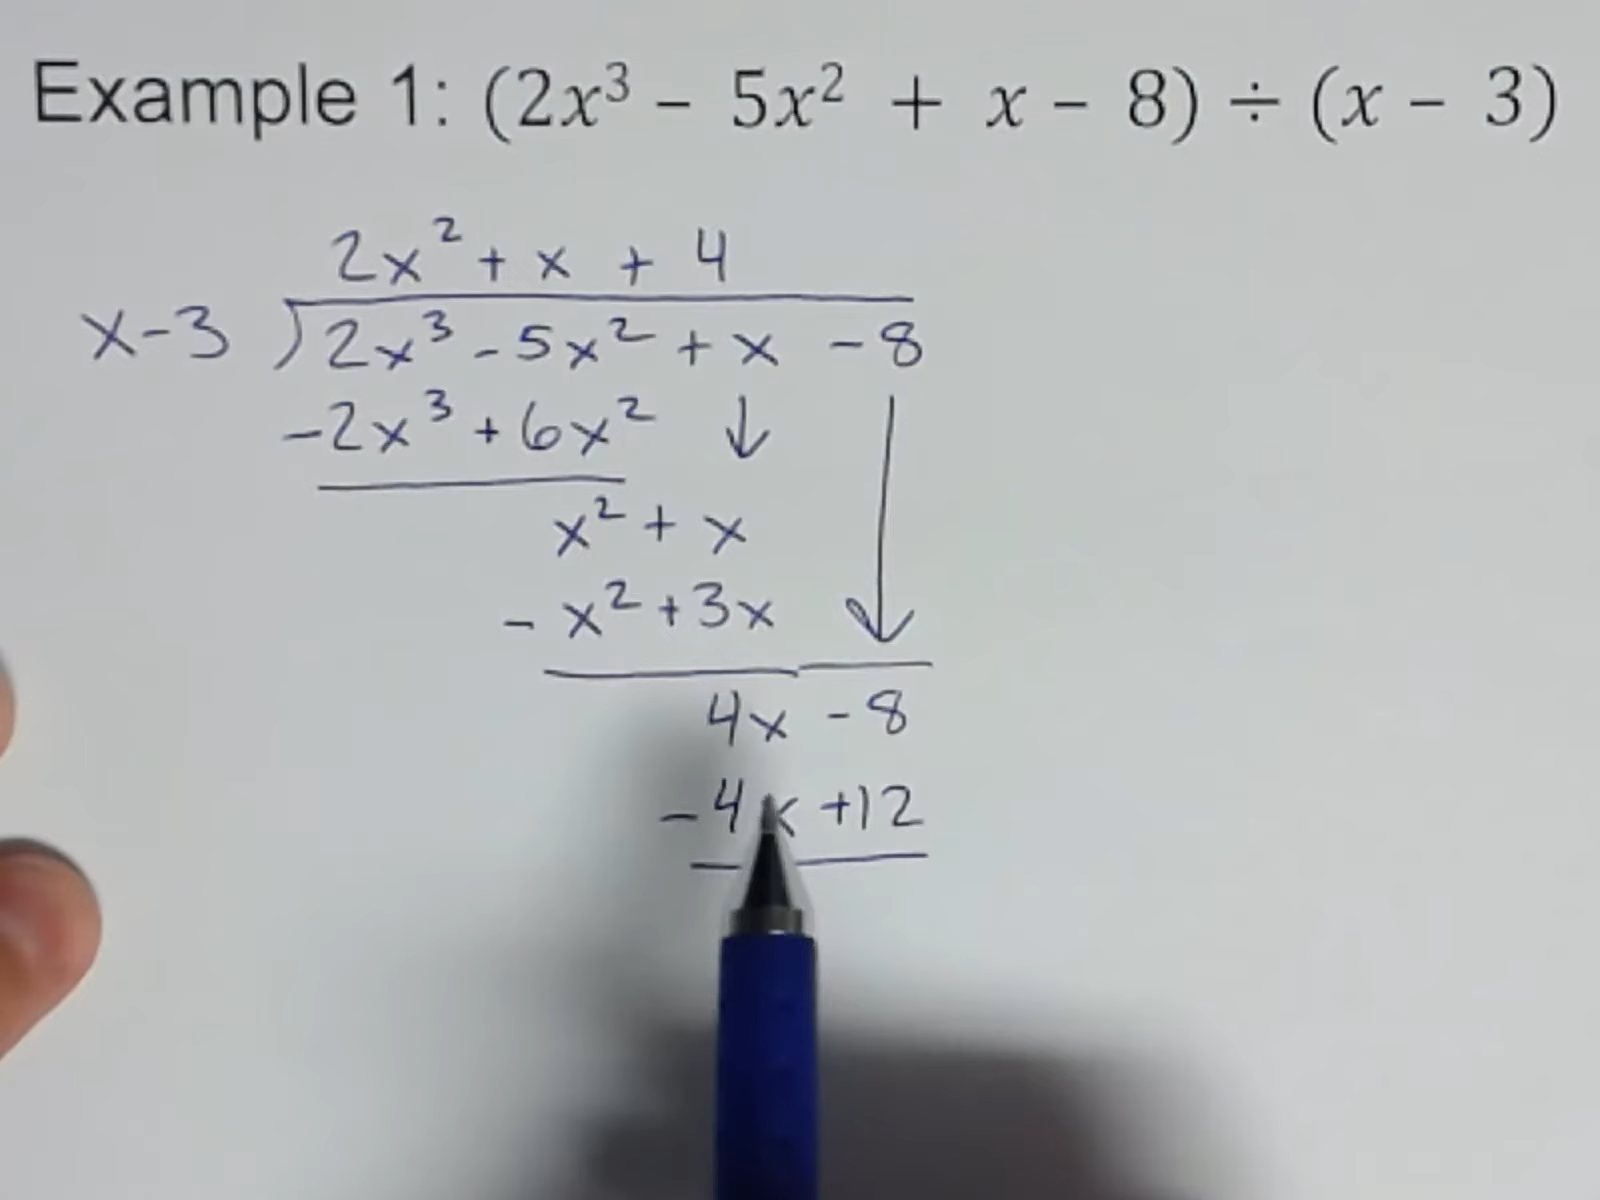 Example 1: (2x³ – 5x² + x – 8) ÷ (x – 3)
2x² + x + 4
x-3 ) 2x³ - 5x² + x - 8
-2x³ + 6x²
x² + x
- x² + 3x
4x - 8
- 4x + 12